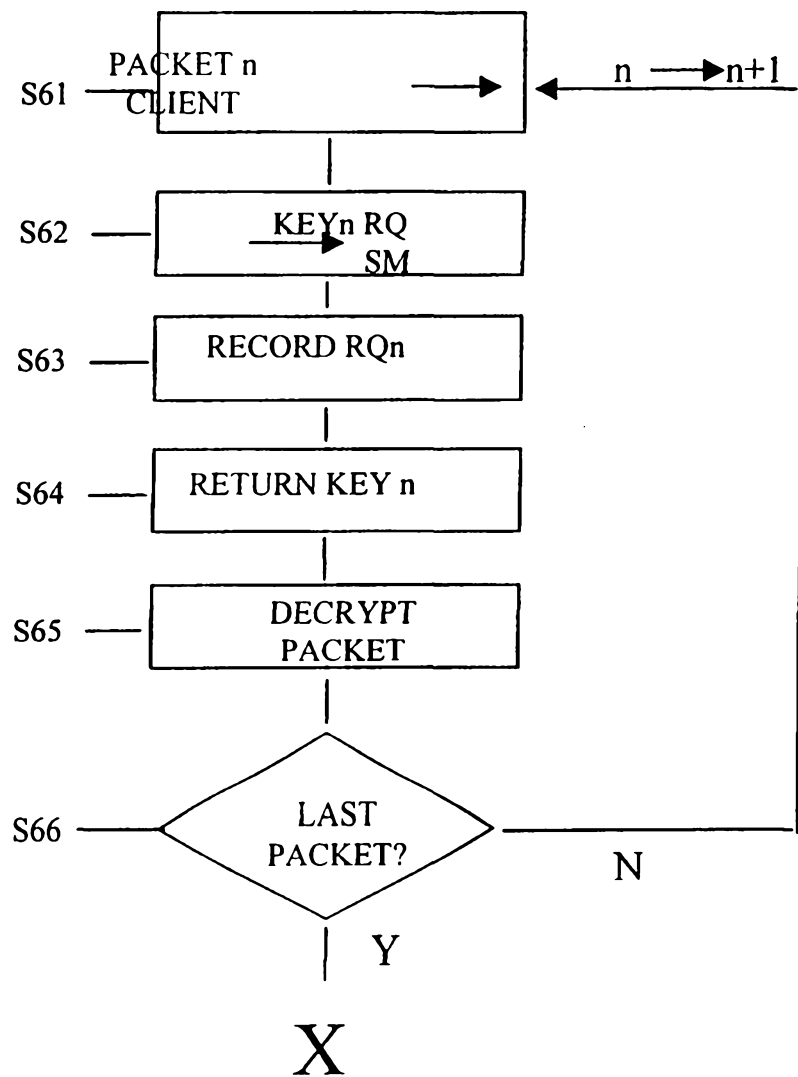 PACKET n
CLIENT
n → n+1
S61
KEYn RQ
SM
S62
RECORD RQn
S63
RETURN KEY n
S64
DECRYPT
PACKET
S65
LAST
PACKET?
S66
N
Y
X